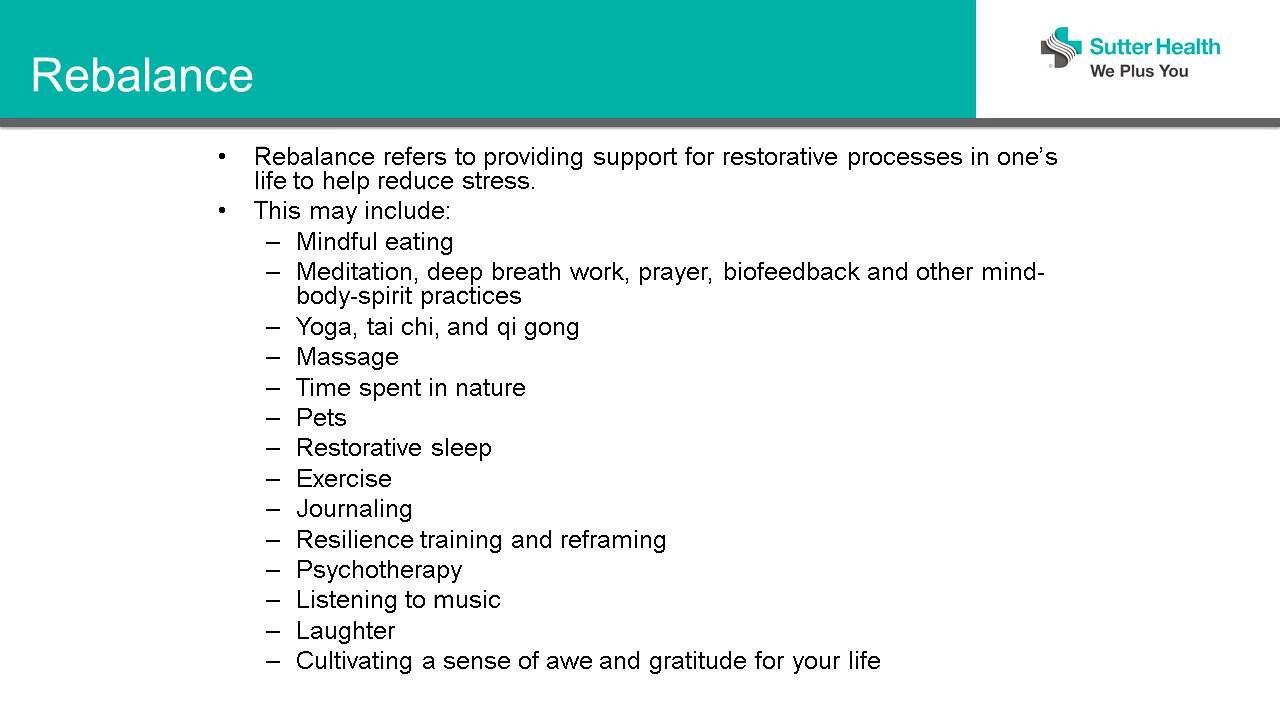 Rebalance
Sutter Health
We Plus You
• Rebalance refers to providing support for restorative processes in one’s
life to help reduce stress.
• This may include:
– Mindful eating
– Meditation, deep breath work, prayer, biofeedback and other mind-
body-spirit practices
– Yoga, tai chi, and qi gong
– Massage
– Time spent in nature
– Pets
– Restorative sleep
– Exercise
– Journaling
– Resilience training and reframing
– Psychotherapy
– Listening to music
– Laughter
– Cultivating a sense of awe and gratitude for your life